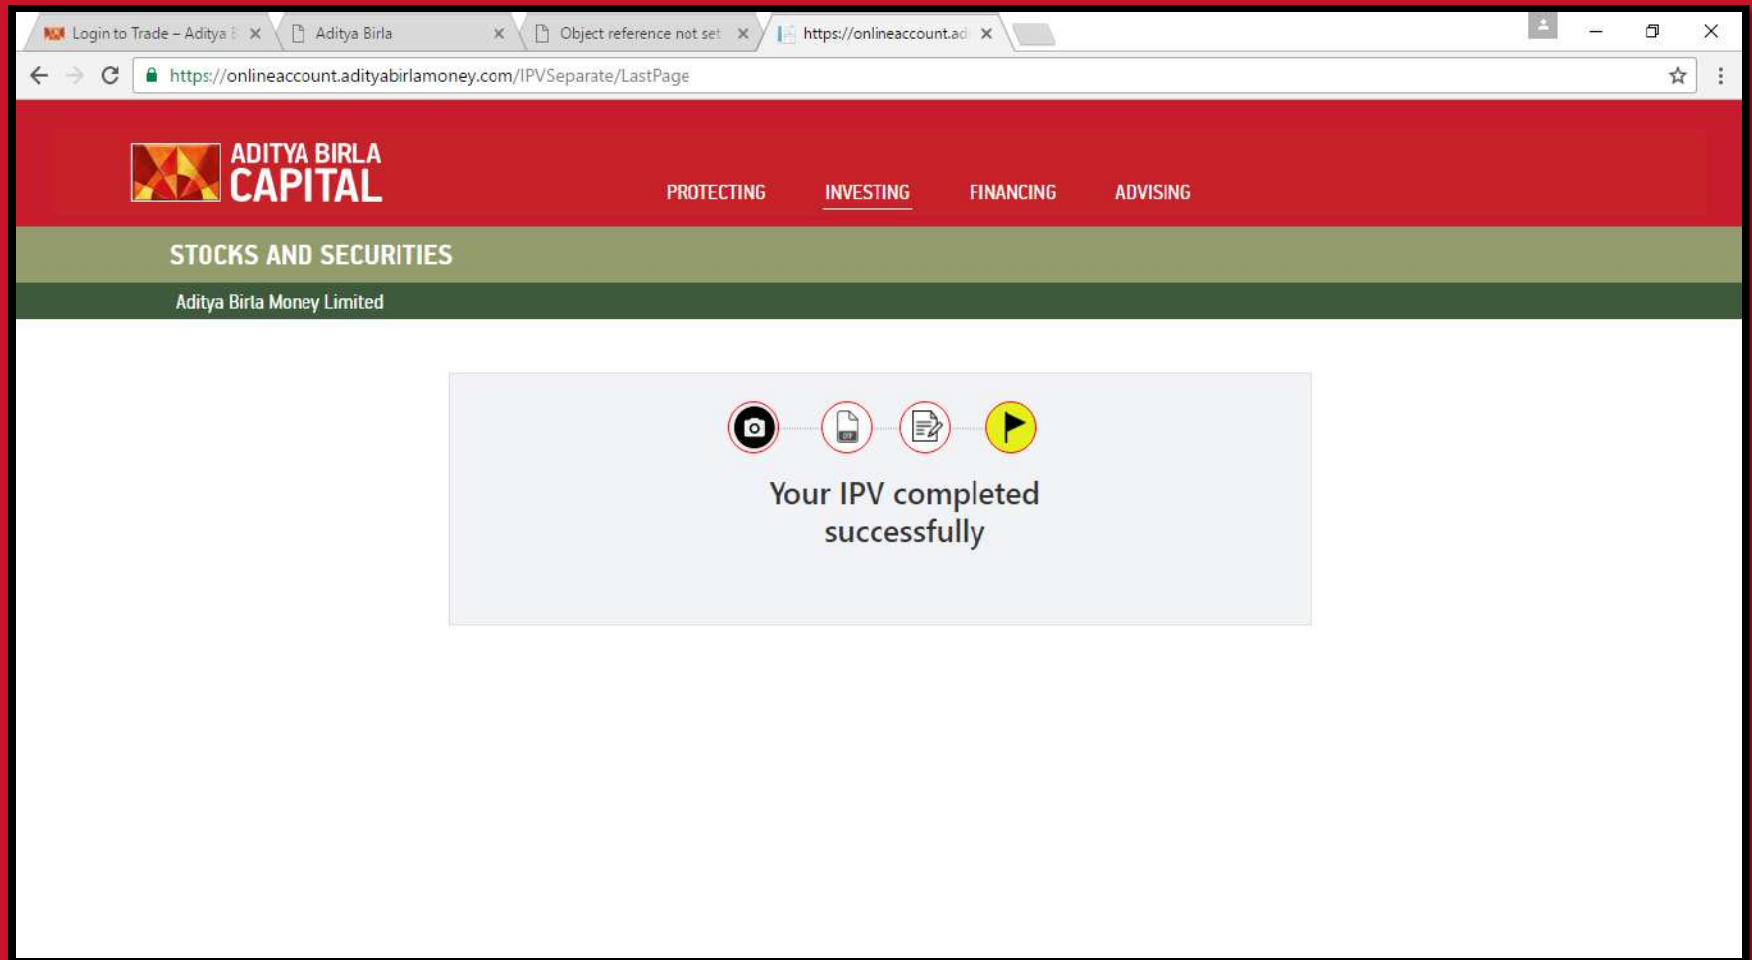 Login to Trade – Aditya
Aditya Birla
Object reference not set
https://onlineaccount.ad
https://onlineaccount.adityabirlamoney.com/IPVSeparate/LastPage
ADITYA BIRLA
CAPITAL
PROTECTING INVESTING FINANCING ADVISING
STOCKS AND SECURITIES
Aditya Birla Money Limited
OTP
Your IPV completed
successfully